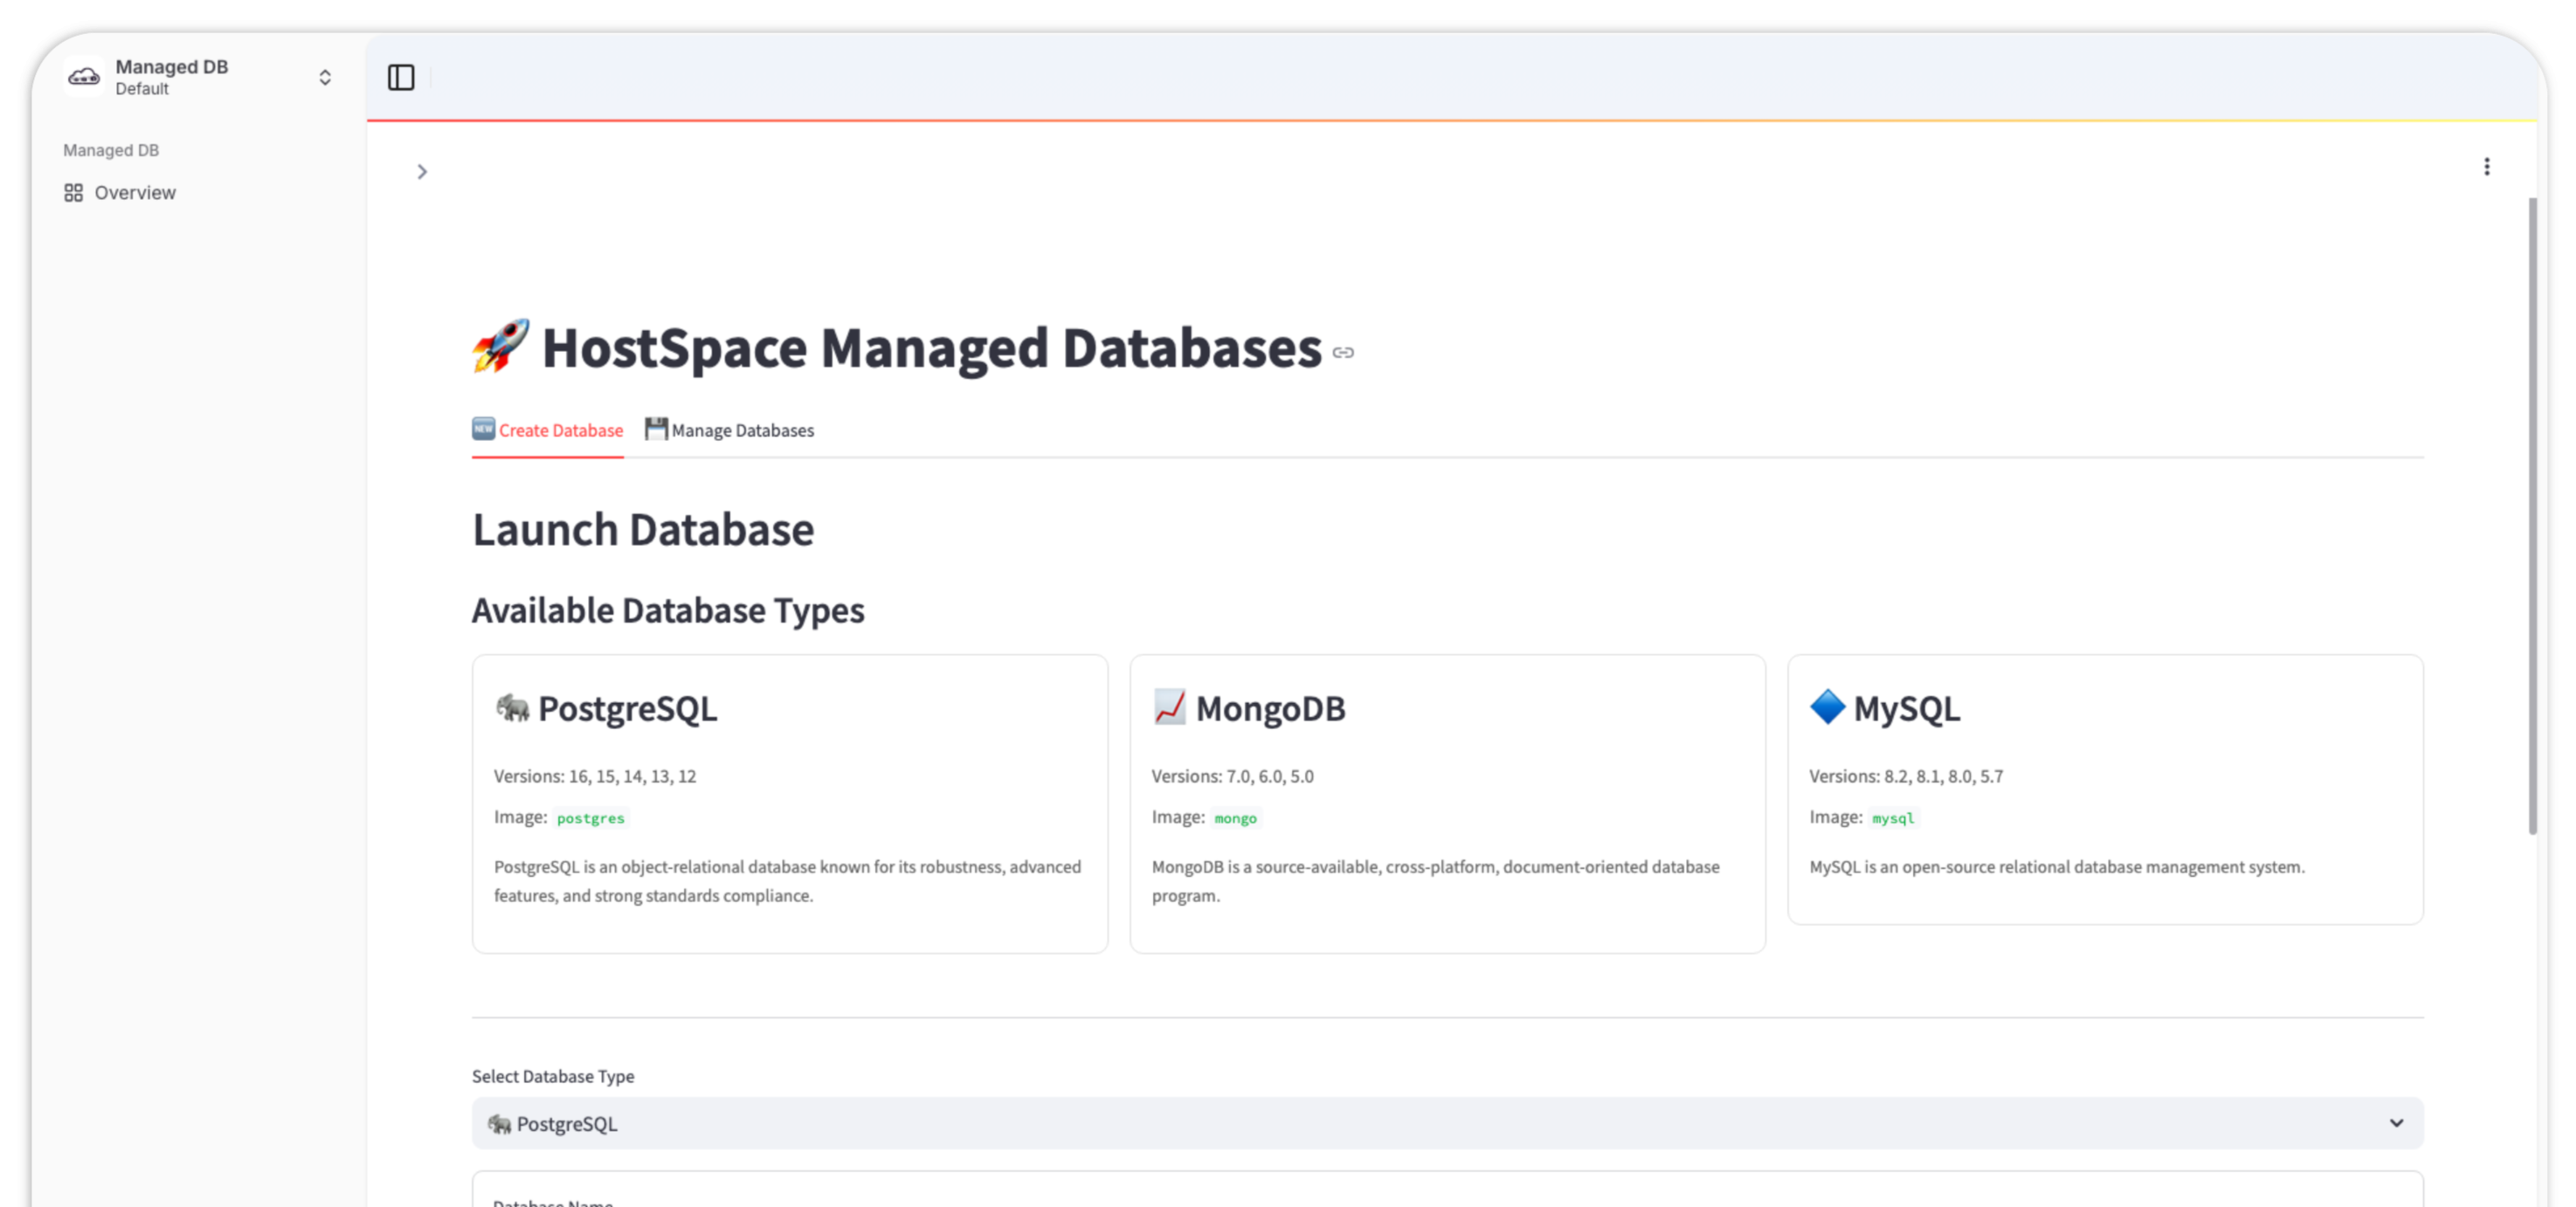 Managed DB
Default
Managed DB
Overview
🚀 HostSpace Managed Databases
🆕 Create Database
💾 Manage Databases
Launch Database
Available Database Types
🐘 PostgreSQL
Versions: 16, 15, 14, 13, 12
Image: postgres
PostgreSQL is an object-relational database known for its robustness, advanced
features, and strong standards compliance.
📈 MongoDB
Versions: 7.0, 6.0, 5.0
Image: mongo
MongoDB is a source-available, cross-platform, document-oriented database
program.
🔷 MySQL
Versions: 8.2, 8.1, 8.0, 5.7
Image: mysql
MySQL is an open-source relational database management system.
Select Database Type
🐘 PostgreSQL
Database Name